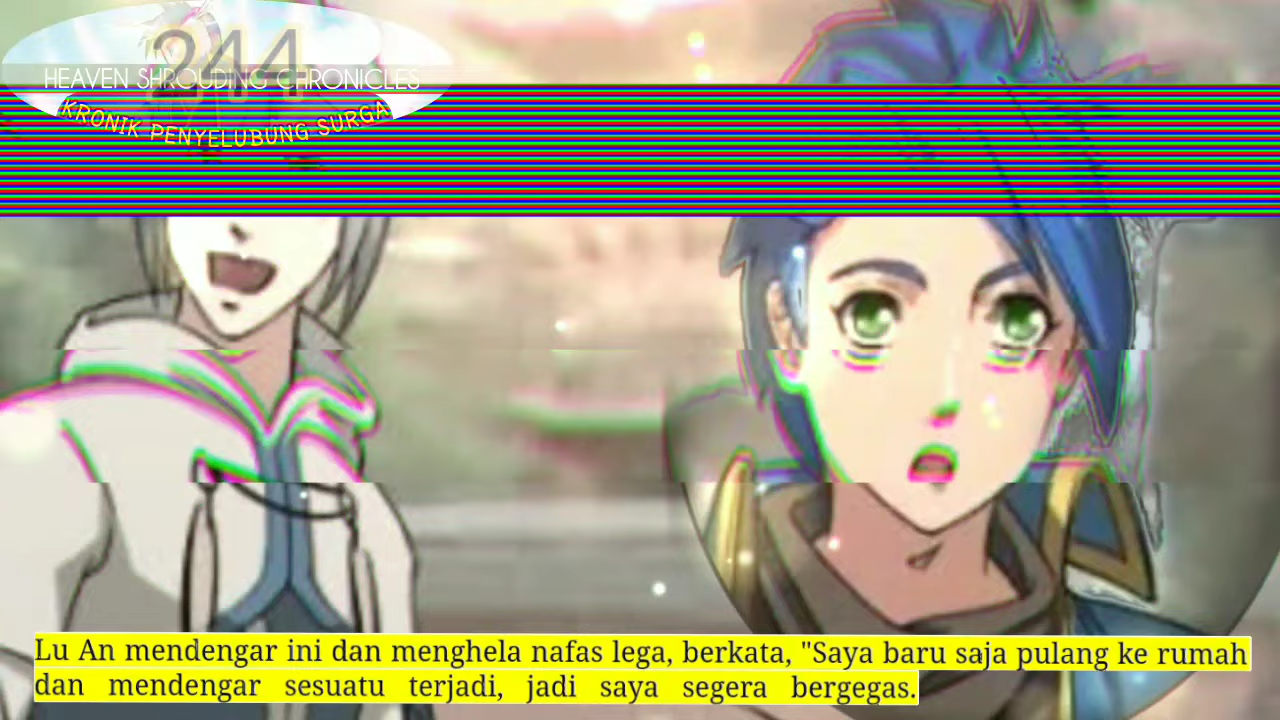 244
HEAVEN SHROUDING CHRONICLES
KRONIK PENYELUBUNG SURGA
Lu An mendengar ini dan menghela nafas lega, berkata, "Saya baru saja pulang ke rumah
dan mendengar sesuatu terjadi, jadi saya segera bergegas.